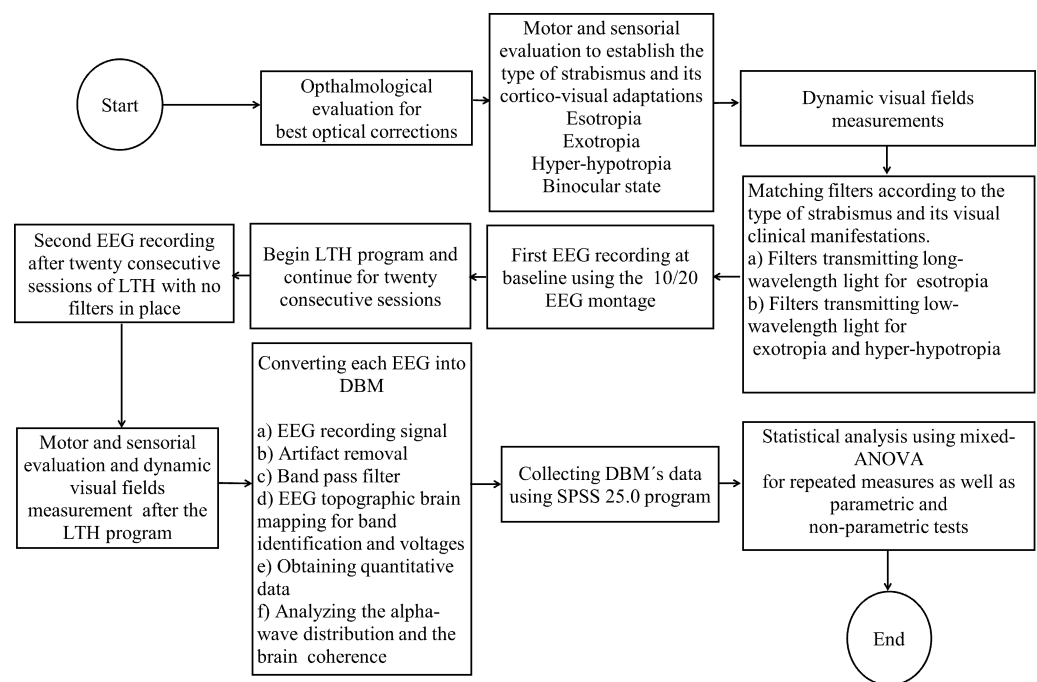 Start
Opthalmological
evaluation for
best optical corrections
Motor and sensorial
evaluation to establish the
type of strabismus and its
cortico-visual adaptations
Esotropia
Exotropia
Hyper-hypotropia
Binocular state
Dynamic visual fields
measurements
Matching filters according to the
type of strabismus and its visual
clinical manifestations.
a) Filters transmitting long-
wavelength light for esotropia
b) Filters transmitting low-
wavelength light for
exotropia and hyper-hypotropia
First EEG recording at
baseline using the 10/20
EEG montage
Begin LTH program and
continue for twenty
consecutive sessions
Second EEG recording
after twenty consecutive
sessions of LTH with no
filters in place
Motor and sensorial
evaluation and dynamic
visual fields
measurement after the
LTH program
Converting each EEG into
DBM
a) EEG recording signal
b) Artifact removal
c) Band pass filter
d) EEG topographic brain
mapping for band
identification and voltages
e) Obtaining quantitative
data
f) Analyzing the alpha-
wave distribution and the
brain coherence
Collecting DBM´s data
using SPSS 25.0 program
Statistical analysis using mixed-
ANOVA
for repeated measures as well as
parametric and
non-parametric tests
End